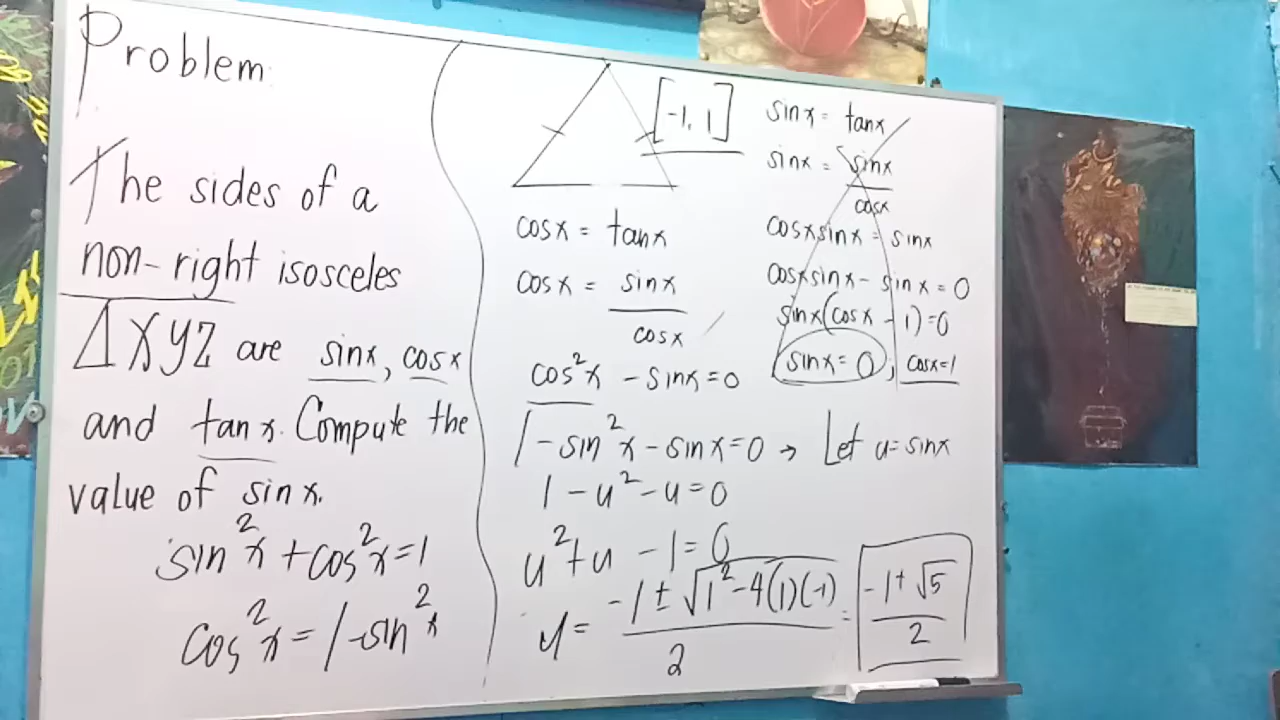 Problem:
The sides of a
non-right isosceles
ΔXYZ are sinx, cosx
and tanx. Compute the
value of sinx.
sin²x + cos²x = 1
cos²x = 1 - sin²x
[-1, 1]
cosx = tanx
cosx = sinx / cosx
cos²x - sinx = 0
1 - sin²x - sinx = 0 → Let u = sinx
1 - u² - u = 0
u² + u - 1 = 0
u = (-1 ± √(1² - 4(1)(-1))) / 2 = (-1 + √5) / 2
sinx = tanx
sinx = sinx / cosx
cosxsinx = sinx
cosxsinx - sinx = 0
sinx(cosx - 1) = 0
sinx = 0, cosx = 1